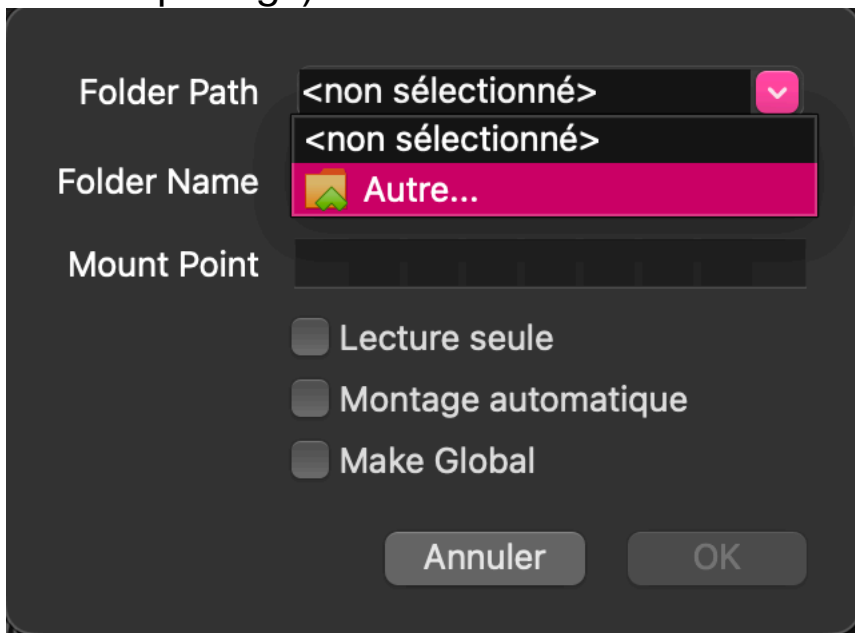 Folder Path <non sélectionné>
<non sélectionné>
Folder Name Autre...
Mount Point
Lecture seule
Montage automatique
Make Global
Annuler OK